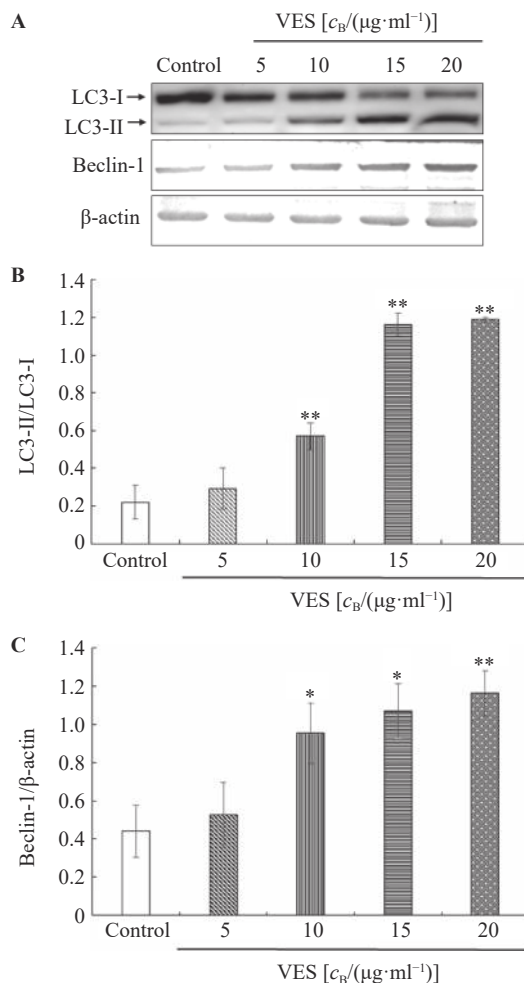 A
VES [cB/(μg·ml−1)]
Control 5 10 15 20
LC3-I
LC3-II
Beclin-1
β-actin
B
1.4
1.2
1.0
0.8
0.6
0.4
0.2
0
LC3-II/LC3-I
**
**
**
Control 5 10 15 20
VES [cB/(μg·ml−1)]
C
1.4
1.2
1.0
0.8
0.6
0.4
0.2
0
Beclin-1/β-actin
*
*
**
Control 5 10 15 20
VES [cB/(μg·ml−1)]